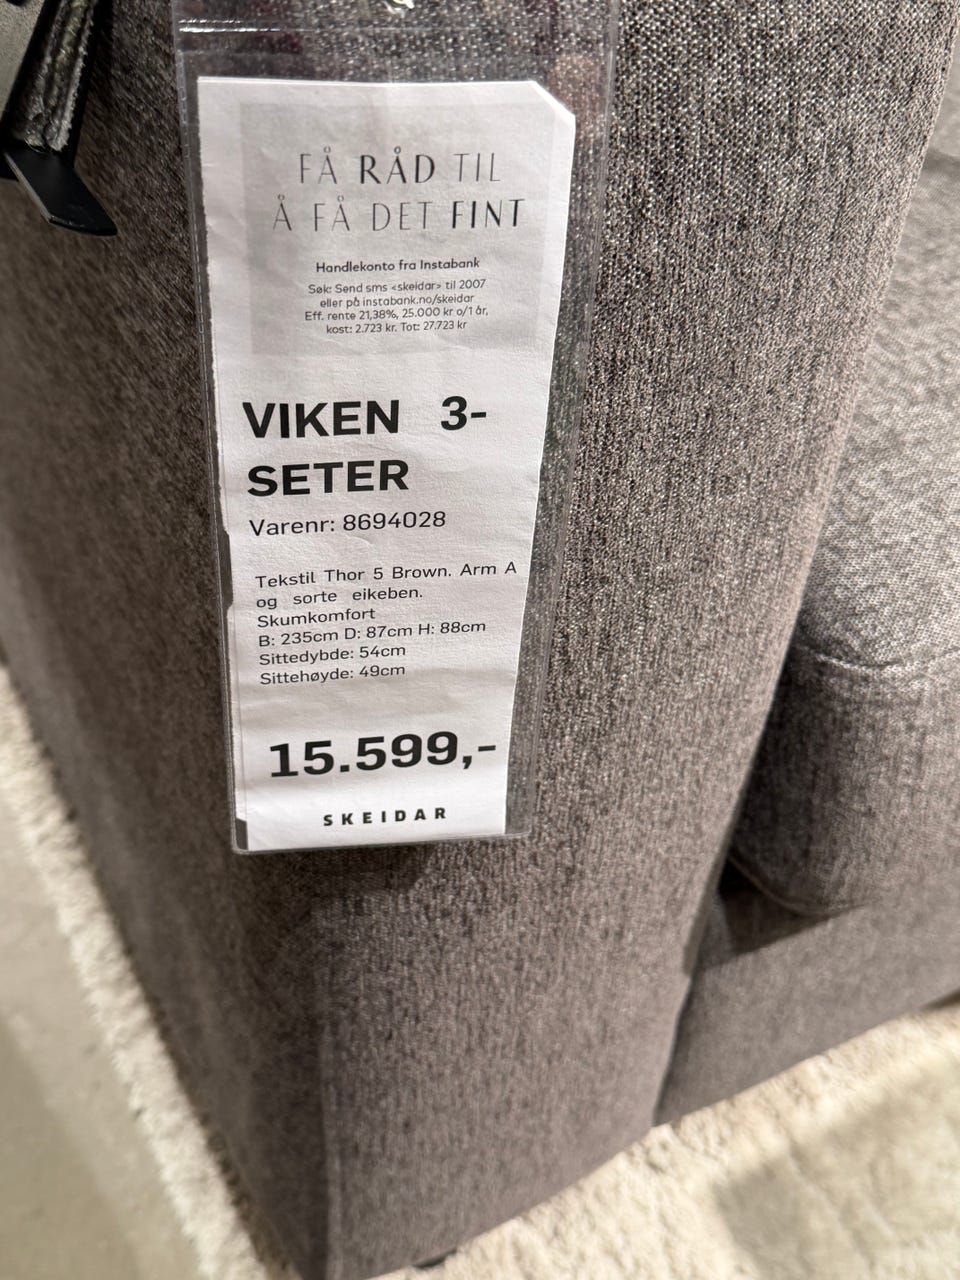 FÅ RÅD TIL
Å FÅ DET FINT
Handlekonto fra Instabank
Søk: Send sms <skeidar> til 2007
eller på instabank.no/skeidar
Eff. rente 21,38%, 25.000 kr o/1 år,
kost: 2.723 kr. Tot: 27.723 kr
VIKEN 3-
SETER
Varenr: 8694028
Tekstil Thor 5 Brown. Arm A
og sorte eikeben.
Skumkomfort
B: 235cm D: 87cm H: 88cm
Sittedybde: 54cm
Sittehøyde: 49cm
15.599,-
SKEIDAR